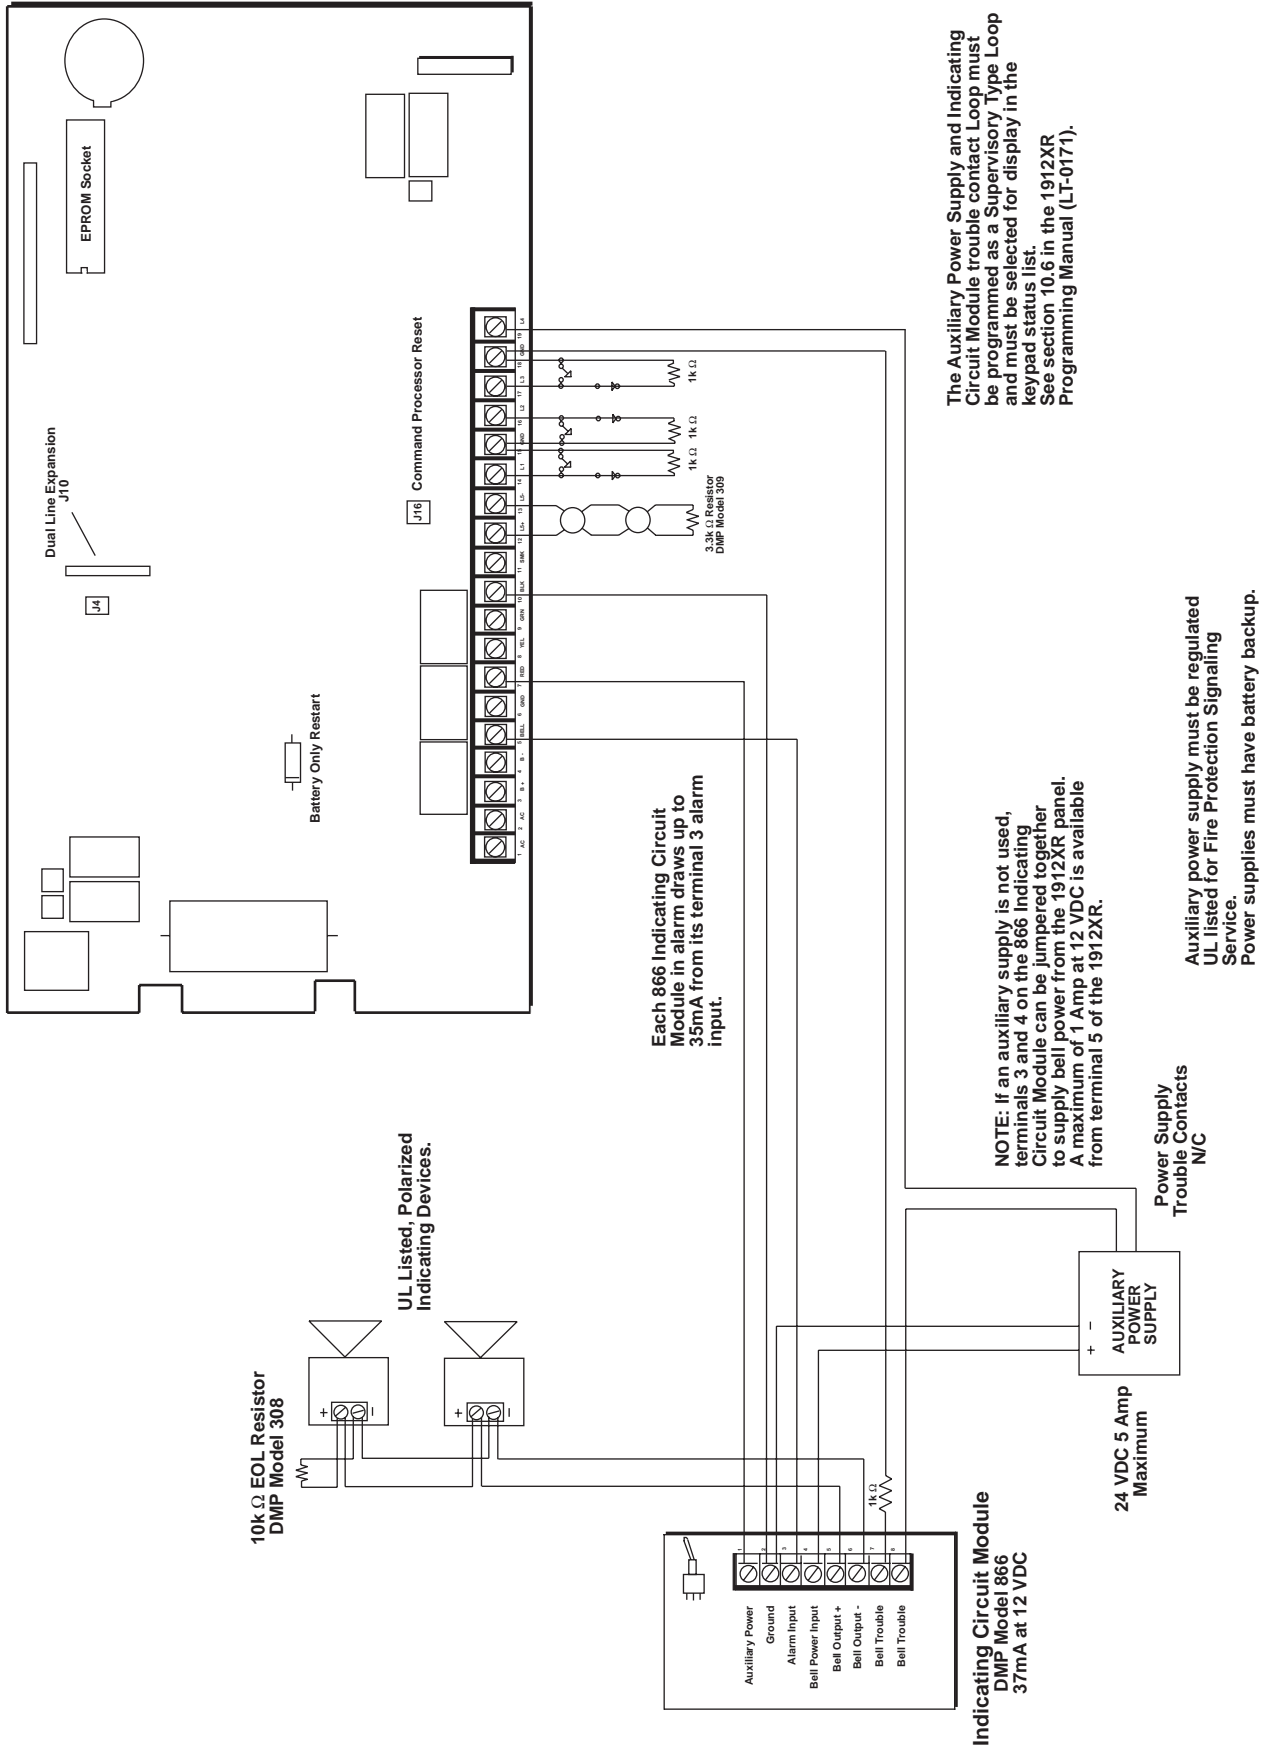 EPROM Socket
Dual Line Expansion
J10
J4
J16
Command Processor Reset
Battery Only Restart
1 AC
2 AC
3 B +
4 B -
5 BELL
6 GND
7 RED
8 YEL
9 GRN
10 BLK
11 SMK
12 LS+
13 LS-
14 L1
15 GND
16 L2
17 L3
18 GND
19 L4
3.3k Ω Resistor
DMP Model 309
1k Ω
1k Ω
1k Ω
The Auxiliary Power Supply and Indicating
Circuit Module trouble contact Loop must
be programmed as a Supervisory Type Loop
and must be selected for display in the
keypad status list.
See section 10.6 in the 1912XR
Programming Manual (LT-0171).
Each 866 Indicating Circuit
Module in alarm draws up to
35mA from its terminal 3 alarm
input.
NOTE: If an auxiliary supply is not used,
terminals 3 and 4 on the 866 Indicating
Circuit Module can be jumpered together
to supply bell power from the 1912XR panel.
A maximum of 1 Amp at 12 VDC is available
from terminal 5 of the 1912XR.
Auxiliary power supply must be regulated
UL listed for Fire Protection Signaling
Service.
Power supplies must have battery backup.
UL Listed, Polarized
Indicating Devices.
10k Ω EOL Resistor
DMP Model 308
+
–
+
–
Power Supply
Trouble Contacts
N/C
+ –
AUXILIARY
POWER
SUPPLY
24 VDC 5 Amp
Maximum
1k Ω
Auxiliary Power 1
Ground 2
Alarm Input 3
Bell Power Input 4
Bell Output + 5
Bell Output - 6
Bell Trouble 7
Bell Trouble 8
Indicating Circuit Module
DMP Model 866
37mA at 12 VDC